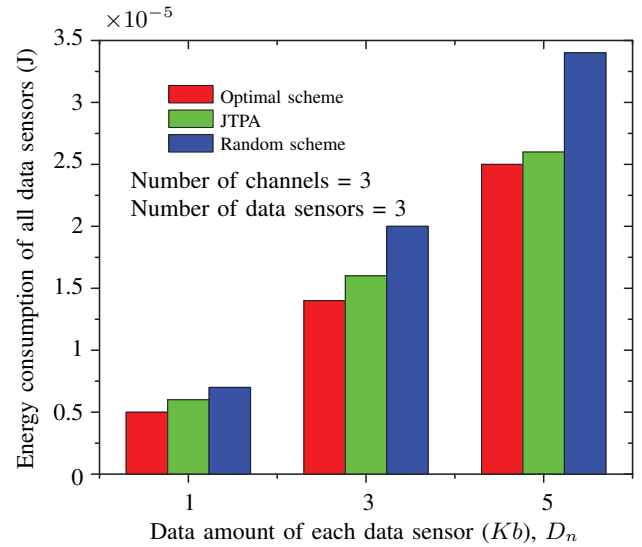 ×10⁻⁵
3.5
3
2.5
2
1.5
1
0.5
0
Energy consumption of all data sensors (J)
Optimal scheme
JTPA
Random scheme
Number of channels = 3
Number of data sensors = 3
1 3 5
Data amount of each data sensor (Kb), Dₙ